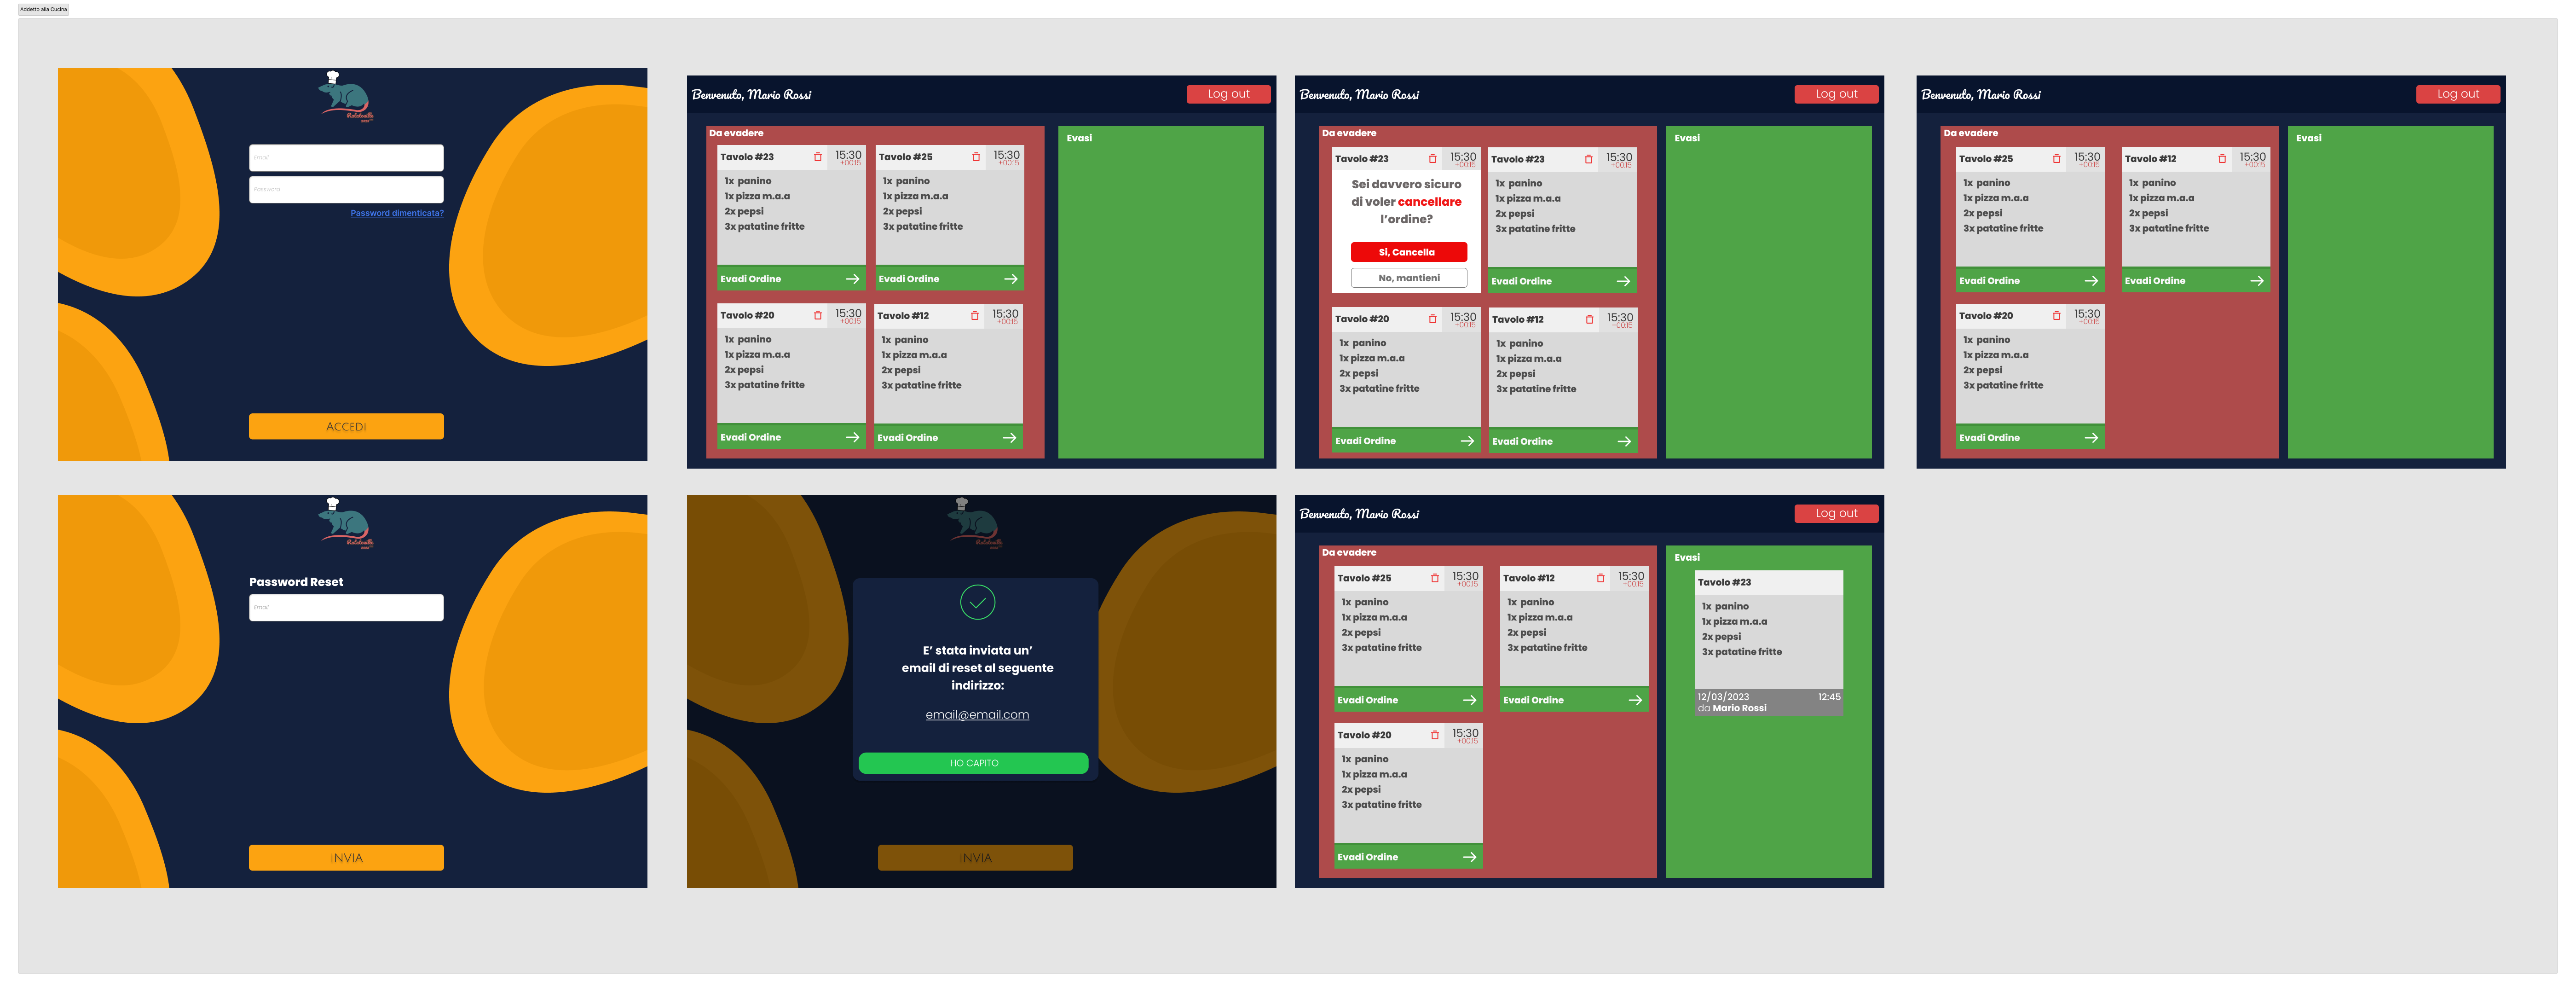 Addetto alla Cucina
Email
Password
Password dimenticata?
ACCEDI
Benvenuto, Mario Rossi
Log out
Da evadere
Evasi
Tavolo #23
15:30
+00:15
Tavolo #25
15:30
+00:15
1x panino
1x pizza m.a.a
2x pepsi
3x patatine fritte
1x panino
1x pizza m.a.a
2x pepsi
3x patatine fritte
Evadi Ordine
Evadi Ordine
Tavolo #20
15:30
+00:15
Tavolo #12
15:30
+00:15
1x panino
1x pizza m.a.a
2x pepsi
3x patatine fritte
1x panino
1x pizza m.a.a
2x pepsi
3x patatine fritte
Evadi Ordine
Evadi Ordine
Benvenuto, Mario Rossi
Log out
Da evadere
Evasi
Tavolo #23
15:30
+00:15
Tavolo #23
15:30
+00:15
Sei davvero sicuro
di voler cancellare
l'ordine?
Si, Cancella
No, mantieni
1x panino
1x pizza m.a.a
2x pepsi
3x patatine fritte
Evadi Ordine
Tavolo #20
15:30
+00:15
Tavolo #12
15:30
+00:15
1x panino
1x pizza m.a.a
2x pepsi
3x patatine fritte
1x panino
1x pizza m.a.a
2x pepsi
3x patatine fritte
Evadi Ordine
Evadi Ordine
Benvenuto, Mario Rossi
Log out
Da evadere
Evasi
Tavolo #25
15:30
+00:15
Tavolo #12
15:30
+00:15
1x panino
1x pizza m.a.a
2x pepsi
3x patatine fritte
1x panino
1x pizza m.a.a
2x pepsi
3x patatine fritte
Evadi Ordine
Evadi Ordine
Tavolo #20
15:30
+00:15
1x panino
1x pizza m.a.a
2x pepsi
3x patatine fritte
Evadi Ordine
Password Reset
Email
INVIA
E' stata inviata un'
email di reset al seguente
indirizzo:
email@email.com
HO CAPITO
INVIA
Benvenuto, Mario Rossi
Log out
Da evadere
Evasi
Tavolo #25
15:30
+00:15
Tavolo #12
15:30
+00:15
1x panino
1x pizza m.a.a
2x pepsi
3x patatine fritte
1x panino
1x pizza m.a.a
2x pepsi
3x patatine fritte
Evadi Ordine
Evadi Ordine
Tavolo #20
15:30
+00:15
1x panino
1x pizza m.a.a
2x pepsi
3x patatine fritte
Evadi Ordine
Tavolo #23
1x panino
1x pizza m.a.a
2x pepsi
3x patatine fritte
12/03/2023
12:45
da Mario Rossi